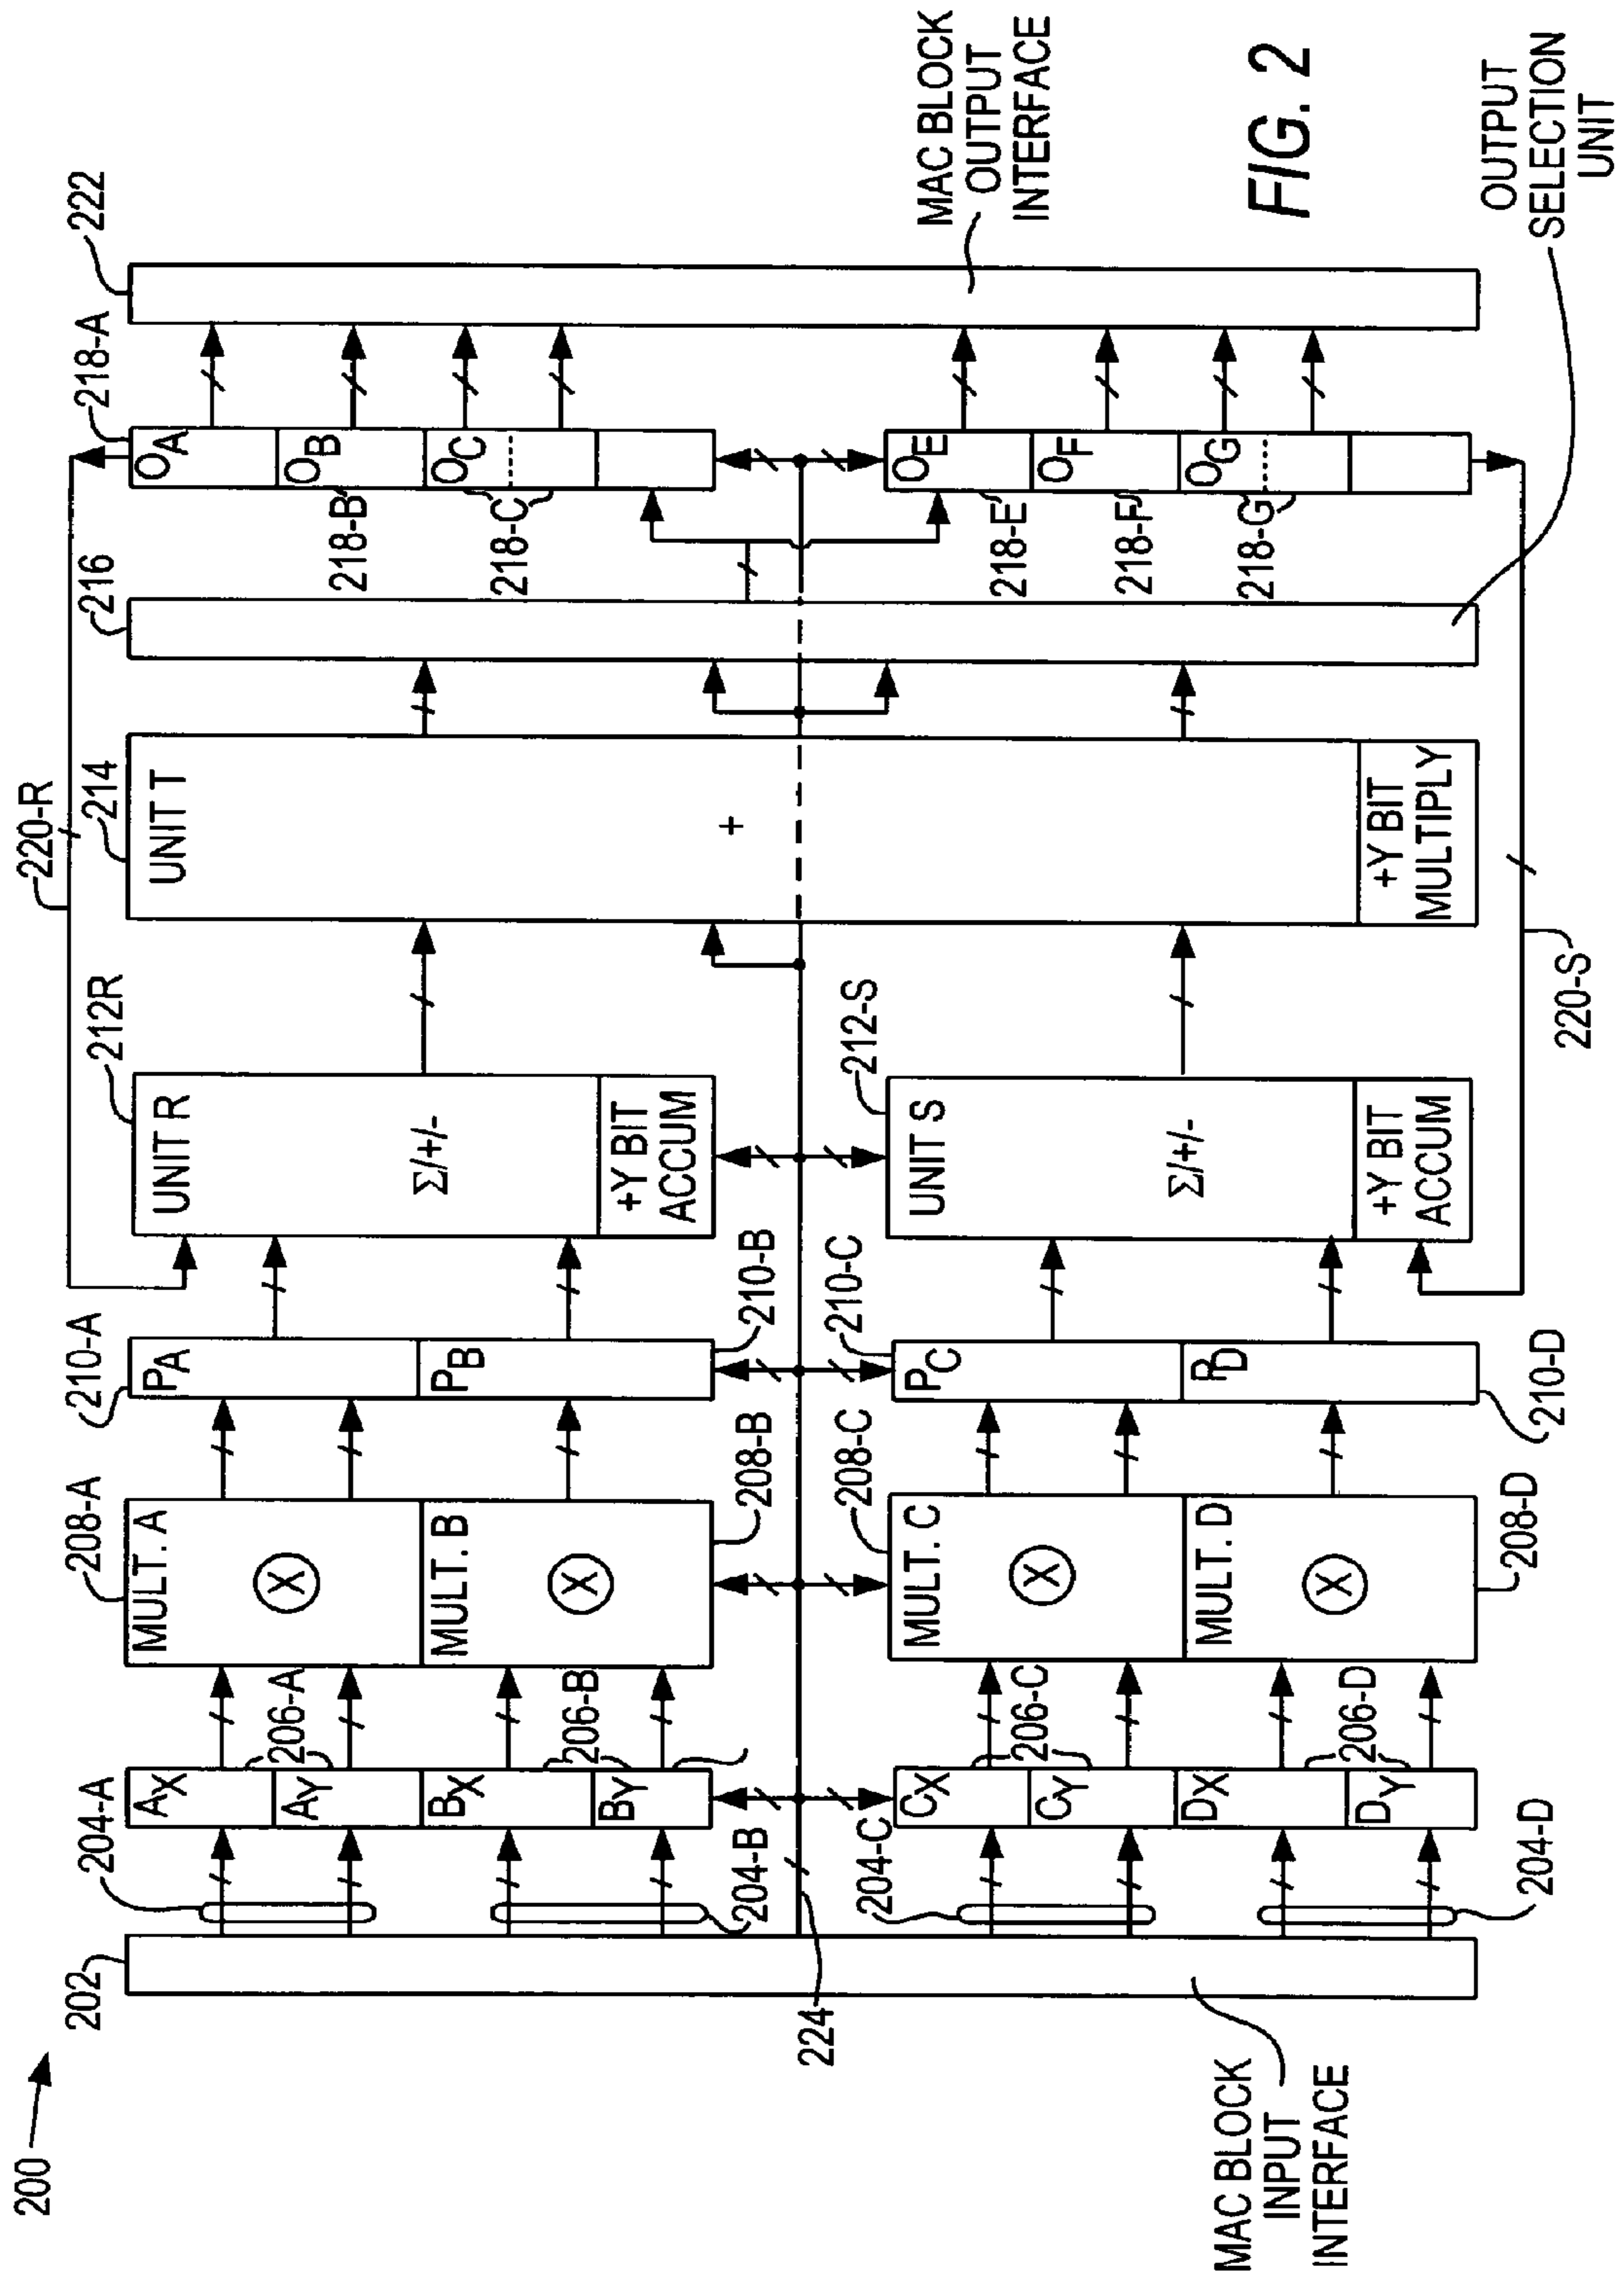 200
202
MAC BLOCK
INPUT
INTERFACE
224
204-A
204-B
204-C
204-D
AX
AY
BX
BY
CX
CY
DX
DY
206-A
206-B
206-C
206-D
208-A
MULT. A
X
MULT. B
X
208-B
208-C
MULT. C
X
MULT. D
X
208-D
210-A
PA
PB
210-B
210-C
PC
PD
210-D
212R
UNIT R
Σ/+/-
+Y BIT
ACCUM
212-S
UNIT S
Σ/+/-
+Y BIT
ACCUM
220-R
220-S
214
UNIT T
+
+Y BIT
MULTIPLY
216
OUTPUT
SELECTION
UNIT
218-A
OA
OB
OC
218-B
218-C
OE
OF
OG
218-E
218-F
218-G
222
MAC BLOCK
OUTPUT
INTERFACE
FIG. 2